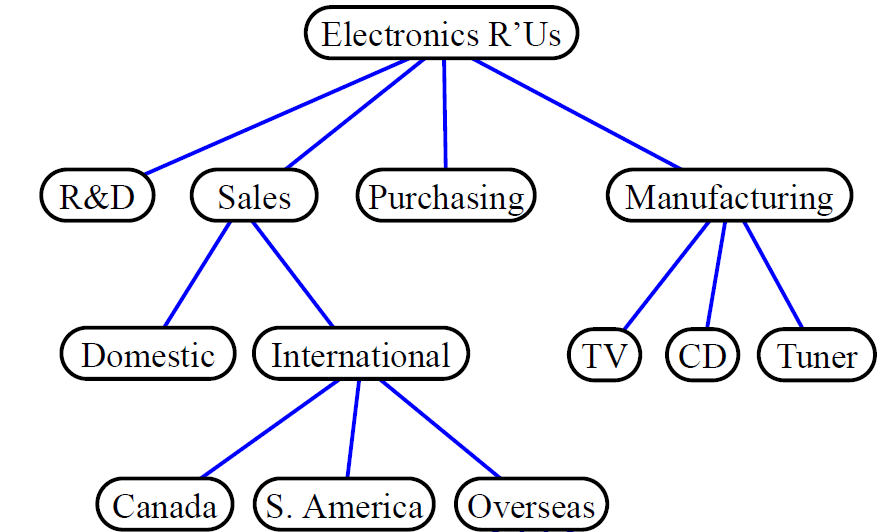 Electronics R’Us
R&D
Sales
Purchasing
Manufacturing
Domestic
International
TV
CD
Tuner
Canada
S. America
Overseas